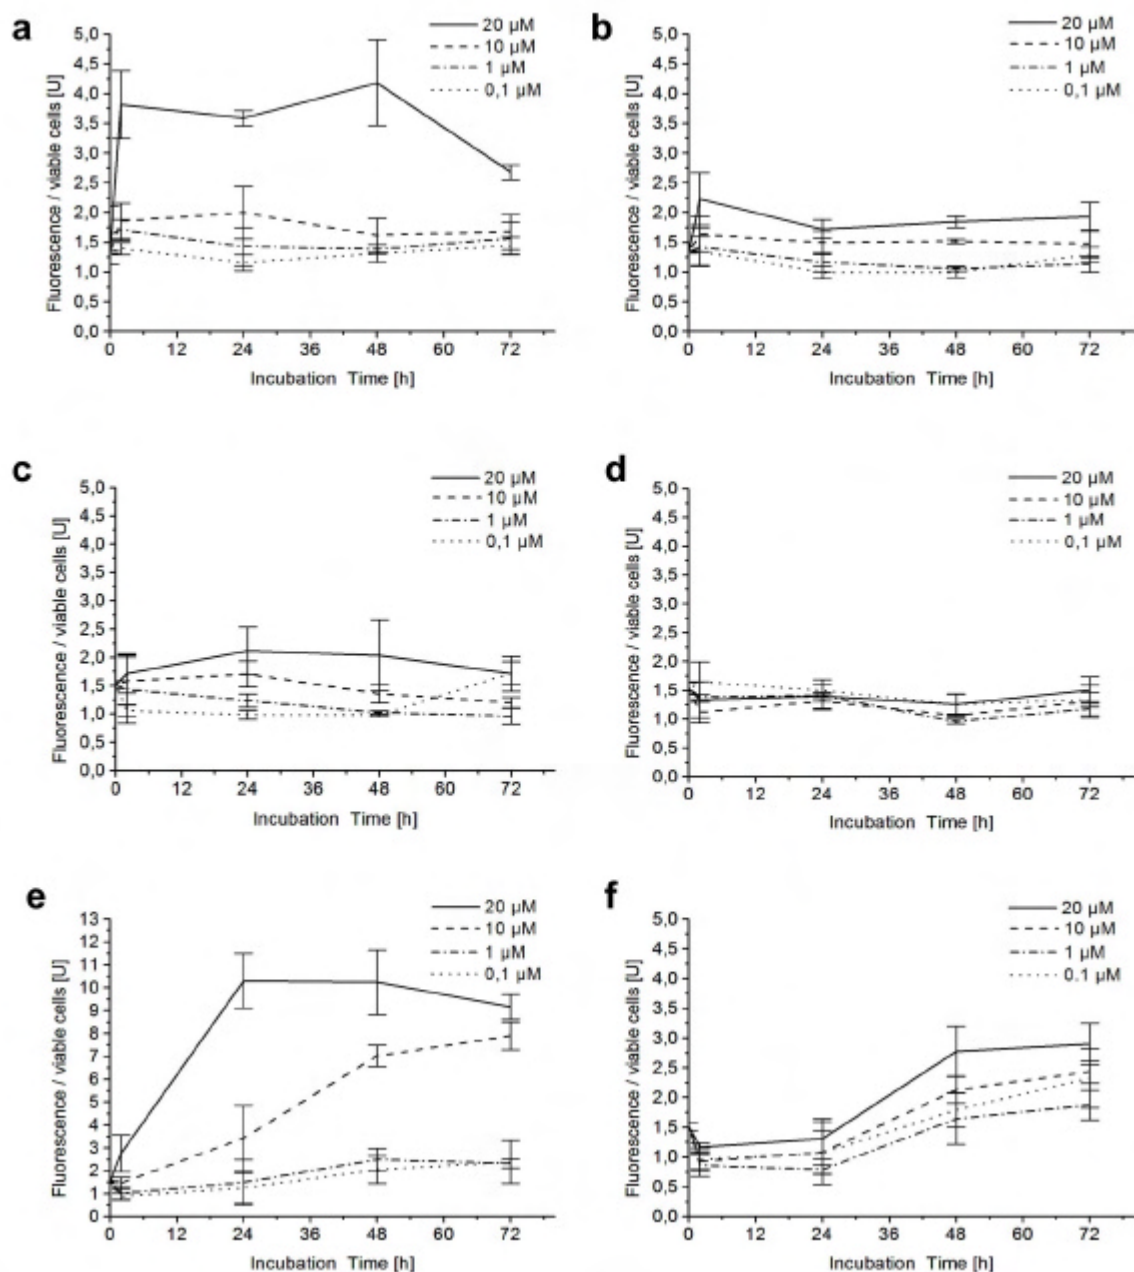 a
20 µM
10 µM
1 µM
0,1 µM
Fluorescence / viable cells [U]
5,0
4,5
4,0
3,5
3,0
2,5
2,0
1,5
1,0
0,5
0,0
0 12 24 36 48 60 72
Incubation Time [h]
b
20 µM
10 µM
1 µM
0,1 µM
Fluorescence / viable cells [U]
5,0
4,5
4,0
3,5
3,0
2,5
2,0
1,5
1,0
0,5
0,0
0 12 24 36 48 60 72
Incubation Time [h]
c
20 µM
10 µM
1 µM
0,1 µM
Fluorescence / viable cells [U]
5,0
4,5
4,0
3,5
3,0
2,5
2,0
1,5
1,0
0,5
0,0
0 12 24 36 48 60 72
Incubation Time [h]
d
20 µM
10 µM
1 µM
0,1 µM
Fluorescence / viable cells [U]
5,0
4,5
4,0
3,5
3,0
2,5
2,0
1,5
1,0
0,5
0,0
0 12 24 36 48 60 72
Incubation Time [h]
e
20 µM
10 µM
1 µM
0,1 µM
Fluorescence / viable cells [U]
13
12
11
10
9
8
7
6
5
4
3
2
1
0
0 12 24 36 48 60 72
Incubation Time [h]
f
20 µM
10 µM
1 µM
0.1 µM
Fluorescence / viable cells [U]
5,0
4,5
4,0
3,5
3,0
2,5
2,0
1,5
1,0
0,5
0,0
0 12 24 36 48 60 72
Incubation Time [h]